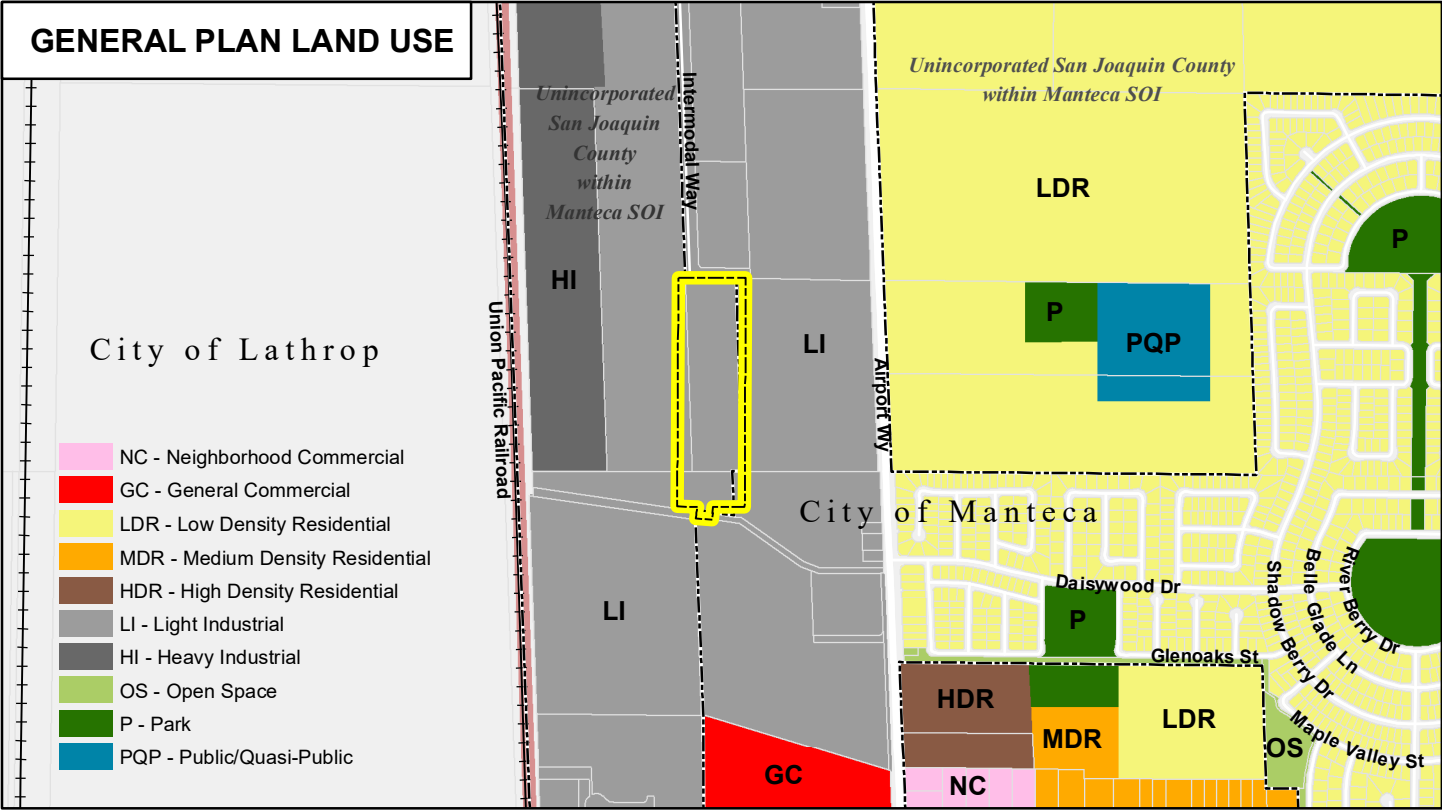 GENERAL PLAN LAND USE
Unincorporated San Joaquin County
within Manteca SOI
Unincorporated
San Joaquin
County
within
Manteca SOI
Intermodal Way
LDR
P
HI
P
PQP
LI
City of Lathrop
Union Pacific Railroad
Airport Wy
NC - Neighborhood Commercial
GC - General Commercial
LDR - Low Density Residential
MDR - Medium Density Residential
HDR - High Density Residential
LI - Light Industrial
HI - Heavy Industrial
OS - Open Space
P - Park
PQP - Public/Quasi-Public
City of Manteca
Daisywood Dr
LI
P
Glenoaks St
Shadow Berry Dr
Belle Glade Ln
River Berry Dr
HDR
MDR
LDR
OS
Maple Valley St
GC
NC